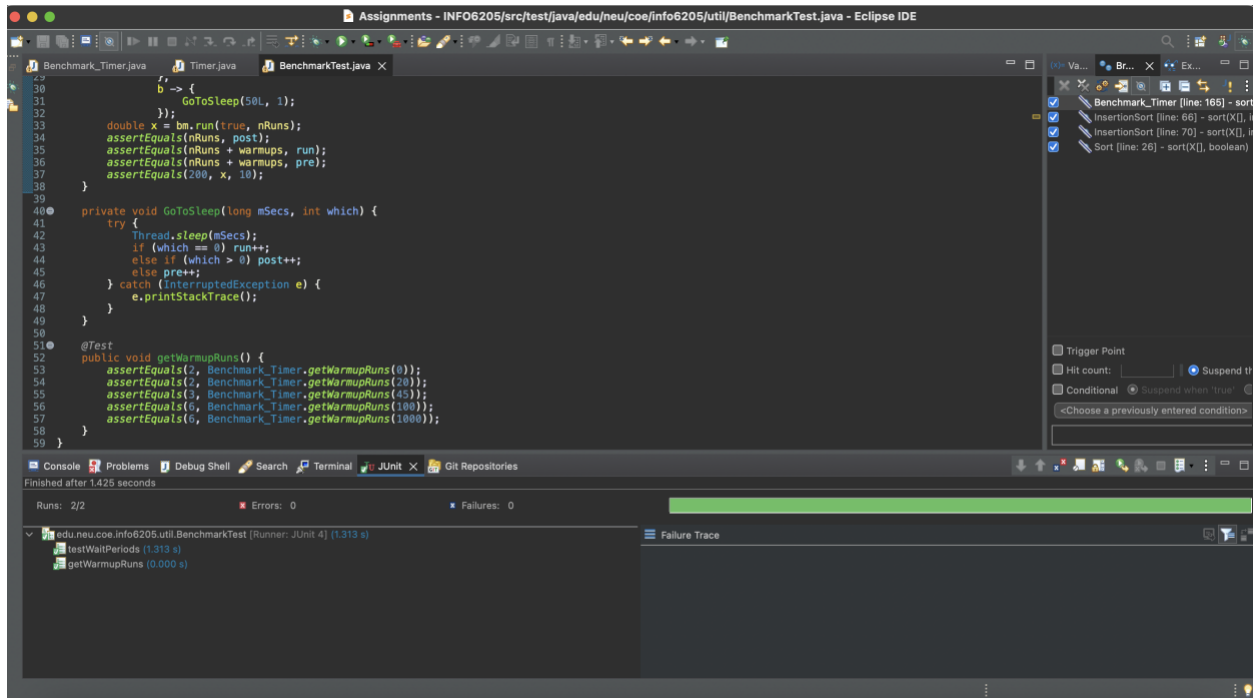 Assignments - INFO6205/src/test/java/edu/neu/coe/info6205/util/BenchmarkTest.java - Eclipse IDE
Benchmark_Timer.java Timer.java BenchmarkTest.java
29 },
30 b -> {
31 GoToSleep(50L, 1);
32 });
33 double x = bm.run(true, nRuns);
34 assertEquals(nRuns, post);
35 assertEquals(nRuns + warmups, run);
36 assertEquals(nRuns + warmups, pre);
37 assertEquals(200, x, 10);
38 }
39
40 private void GoToSleep(long mSecs, int which) {
41 try {
42 Thread.sleep(mSecs);
43 if (which == 0) run++;
44 else if (which > 0) post++;
45 else pre++;
46 } catch (InterruptedException e) {
47 e.printStackTrace();
48 }
49 }
50
51 @Test
52 public void getWarmupRuns() {
53 assertEquals(2, Benchmark_Timer.getWarmupRuns(0));
54 assertEquals(2, Benchmark_Timer.getWarmupRuns(20));
55 assertEquals(3, Benchmark_Timer.getWarmupRuns(45));
56 assertEquals(6, Benchmark_Timer.getWarmupRuns(100));
57 assertEquals(6, Benchmark_Timer.getWarmupRuns(1000));
58 }
59 }
Va... Br... Ex...
Benchmark_Timer [line: 165] - sort
InsertionSort [line: 66] - sort(X[], in
InsertionSort [line: 70] - sort(X[], in
Sort [line: 26] - sort(X[], boolean)
Trigger Point
Hit count: Suspend th
Conditional Suspend when 'true'
<Choose a previously entered condition>
Console Problems Debug Shell Search Terminal JUnit Git Repositories
Finished after 1.425 seconds
Runs: 2/2 Errors: 0 Failures: 0
edu.neu.coe.info6205.util.BenchmarkTest [Runner: JUnit 4] (1.313 s)
testWaitPeriods (1.313 s)
getWarmupRuns (0.000 s)
Failure Trace